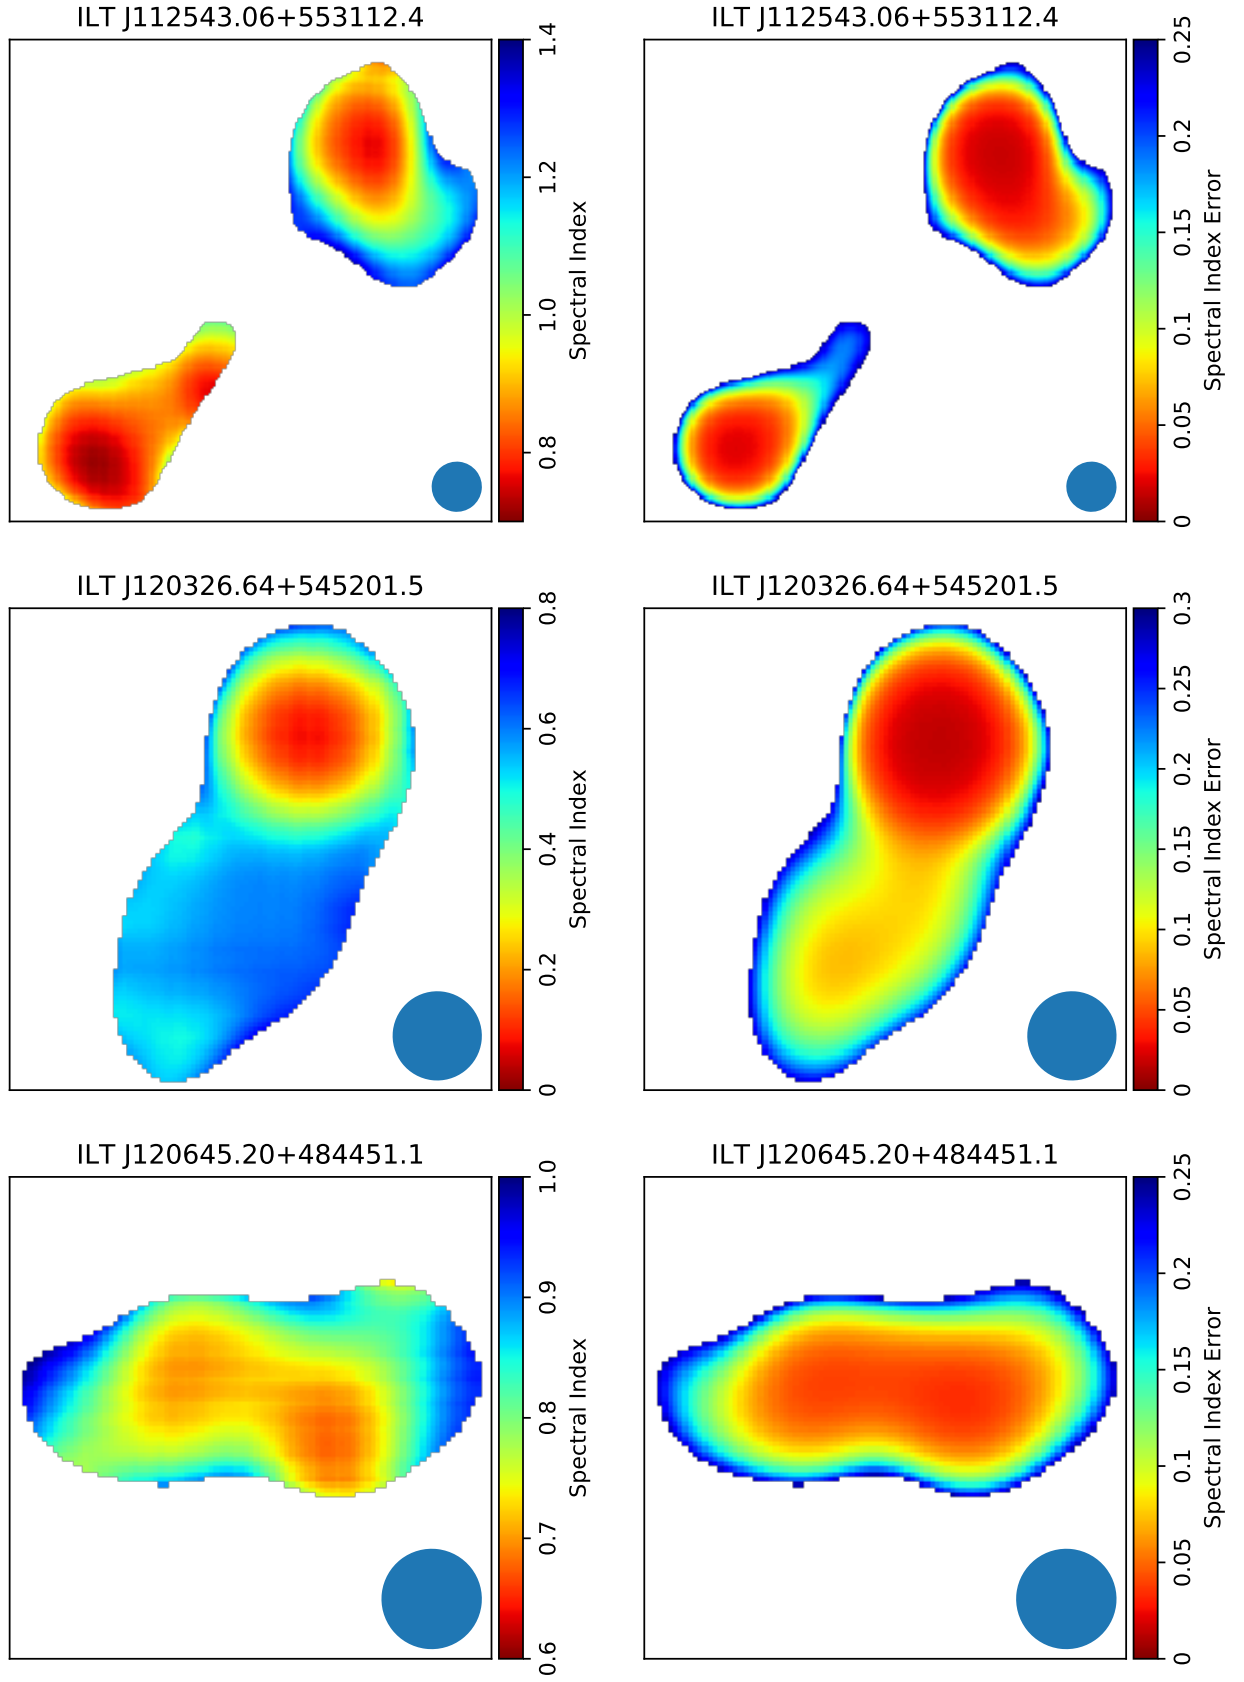 ILT J112543.06+553112.4
1.4
1.2
1.0
0.8
Spectral Index
ILT J112543.06+553112.4
0.25
0.2
0.15
0.1
0.05
0
Spectral Index Error
ILT J120326.64+545201.5
0.8
0.6
0.4
0.2
0
Spectral Index
ILT J120326.64+545201.5
0.3
0.25
0.2
0.15
0.1
0.05
0
Spectral Index Error
ILT J120645.20+484451.1
1.0
0.9
0.8
0.7
0.6
Spectral Index
ILT J120645.20+484451.1
0.25
0.2
0.15
0.1
0.05
0
Spectral Index Error